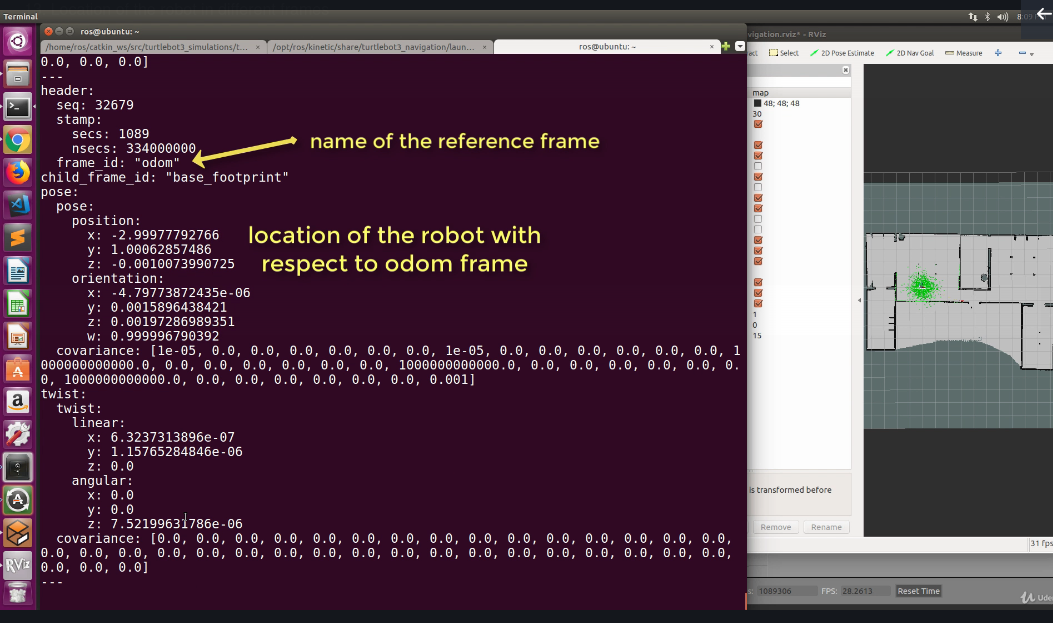 Terminal
8:09
ros@ubuntu: ~
/home/ros/catkin_ws/src/turtlebot3_simulations/t...
/opt/ros/kinetic/share/turtlebot3_navigation/laun...
ros@ubuntu: ~
0.0, 0.0, 0.0]
---
header:
seq: 32679
stamp:
secs: 1089
nsecs: 334000000
frame_id: "odom"
child_frame_id: "base_footprint"
pose:
pose:
position:
x: -2.99977792766
y: 1.00062857486
z: -0.0010073990725
orientation:
x: -4.79773872435e-06
y: 0.0015896438421
z: 0.00197286989351
w: 0.999996790392
covariance: [1e-05, 0.0, 0.0, 0.0, 0.0, 0.0, 0.0, 1e-05, 0.0, 0.0, 0.0, 0.0, 0.0, 0.0, 1
000000000000.0, 0.0, 0.0, 0.0, 0.0, 0.0, 0.0, 1000000000000.0, 0.0, 0.0, 0.0, 0.0, 0.0, 0.
0, 1000000000000.0, 0.0, 0.0, 0.0, 0.0, 0.0, 0.0, 0.001]
twist:
twist:
linear:
x: 6.3237313896e-07
y: 1.15765284846e-06
z: 0.0
angular:
x: 0.0
y: 0.0
z: 7.52199631786e-06
covariance: [0.0, 0.0, 0.0, 0.0, 0.0, 0.0, 0.0, 0.0, 0.0, 0.0, 0.0, 0.0, 0.0, 0.0, 0.0,
0.0, 0.0, 0.0, 0.0, 0.0, 0.0, 0.0, 0.0, 0.0, 0.0, 0.0, 0.0, 0.0, 0.0, 0.0, 0.0, 0.0, 0.0,
0.0, 0.0, 0.0]
---
name of the reference frame
location of the robot with
respect to odom frame
vigation.rviz* - RViz
act
Select
2D Pose Estimate
2D Nav Goal
Measure
map
48; 48; 48
30
1
0
15
is transformed before
Remove
Rename
31 fps
s: 1089306
FPS: 28.2613
Reset Time
RViz
Ude